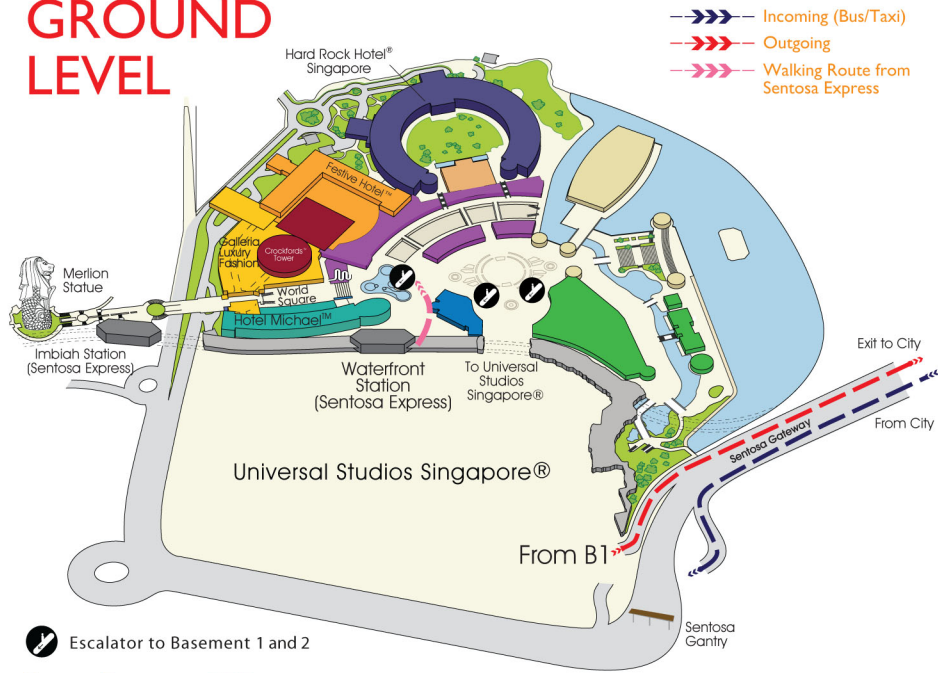 GROUND
LEVEL
Incoming (Bus/Taxi)
Outgoing
Walking Route from
Sentosa Express
Hard Rock Hotel®
Singapore
Festive Hotel™
Galleria
Luxury
Fashion
Crockfords™
Tower
World
Square
Hotel Michael™
Merlion
Statue
Imbiah Station
(Sentosa Express)
Waterfront
Station
(Sentosa Express)
To Universal
Studios
Singapore®
Exit to City
From City
Sentosa Gateway
Universal Studios Singapore®
From B1
Sentosa
Gantry
Escalator to Basement 1 and 2